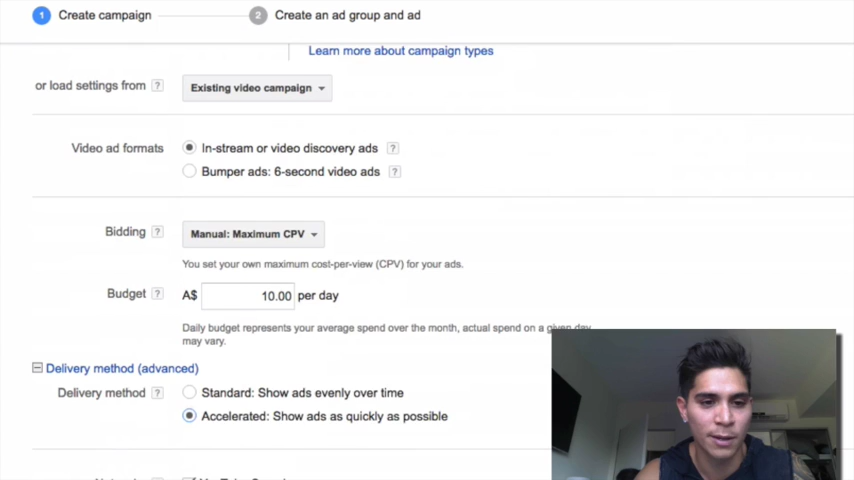 1 Create campaign 2 Create an ad group and ad
Learn more about campaign types
or load settings from ? Existing video campaign
Video ad formats In-stream or video discovery ads ?
Bumper ads: 6-second video ads ?
Bidding ? Manual: Maximum CPV
You set your own maximum cost-per-view (CPV) for your ads.
Budget ? A$ 10.00 per day
Daily budget represents your average spend over the month, actual spend on a given day
may vary.
Delivery method (advanced)
Delivery method ? Standard: Show ads evenly over time
Accelerated: Show ads as quickly as possible